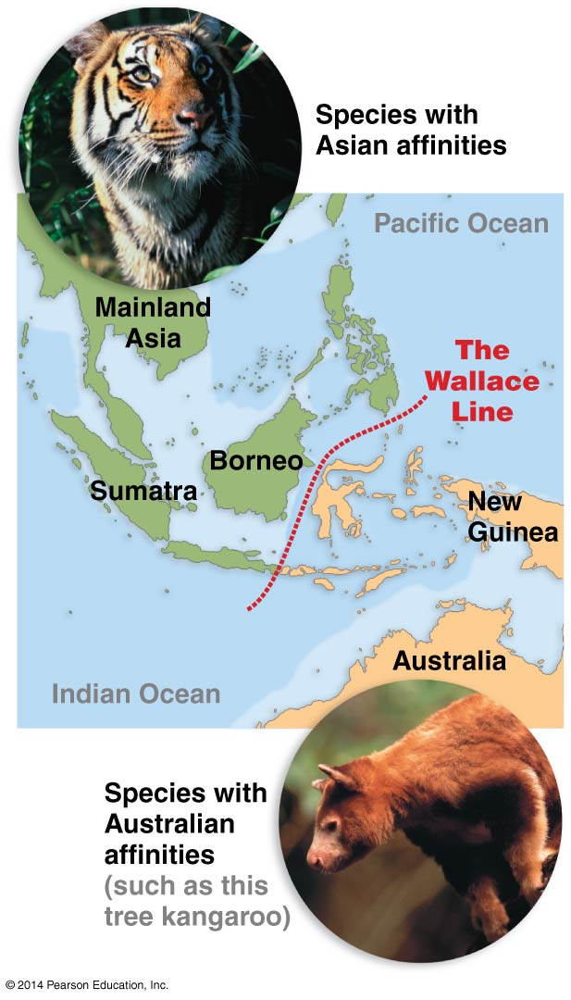 Species with
Asian affinities
Pacific Ocean
Mainland
Asia
The
Wallace
Line
Borneo
Sumatra
New
Guinea
Australia
Indian Ocean
Species with
Australian
affinities
(such as this
tree kangaroo)
© 2014 Pearson Education, Inc.